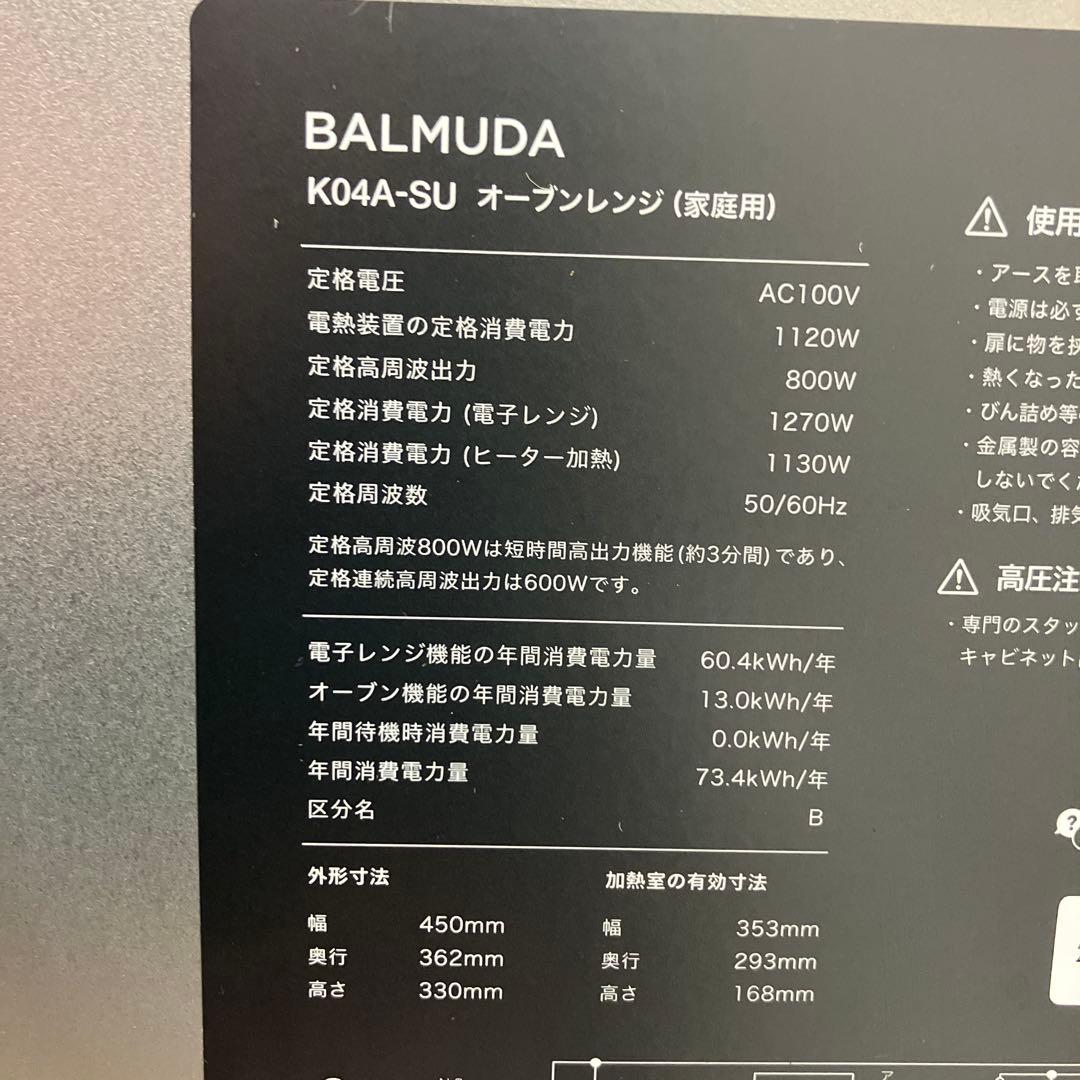 BALMUDA
K04A-SU オーブンレンジ (家庭用)
定格電圧 AC100V
電熱装置の定格消費電力 1120W
定格高周波出力 800W
定格消費電力 (電子レンジ) 1270W
定格消費電力 (ヒーター加熱) 1130W
定格周波数 50/60Hz
定格高周波800Wは短時間高出力機能(約3分間)であり、
定格連続高周波出力は600Wです。
電子レンジ機能の年間消費電力量 60.4kWh/年
オーブン機能の年間消費電力量 13.0kWh/年
年間待機時消費電力量 0.0kWh/年
年間消費電力量 73.4kWh/年
区分名 B
外形寸法 加熱室の有効寸法
幅 450mm 幅 353mm
奥行 362mm 奥行 293mm
高さ 330mm 高さ 168mm
使用
・アースを
・電源は必ず
・扉に物を挟
・熱くなった
・びん詰め等
・金属製の容
しないでくだ
・吸気口、排気
高圧注
・専門のスタッ
キャビネット
?
ア